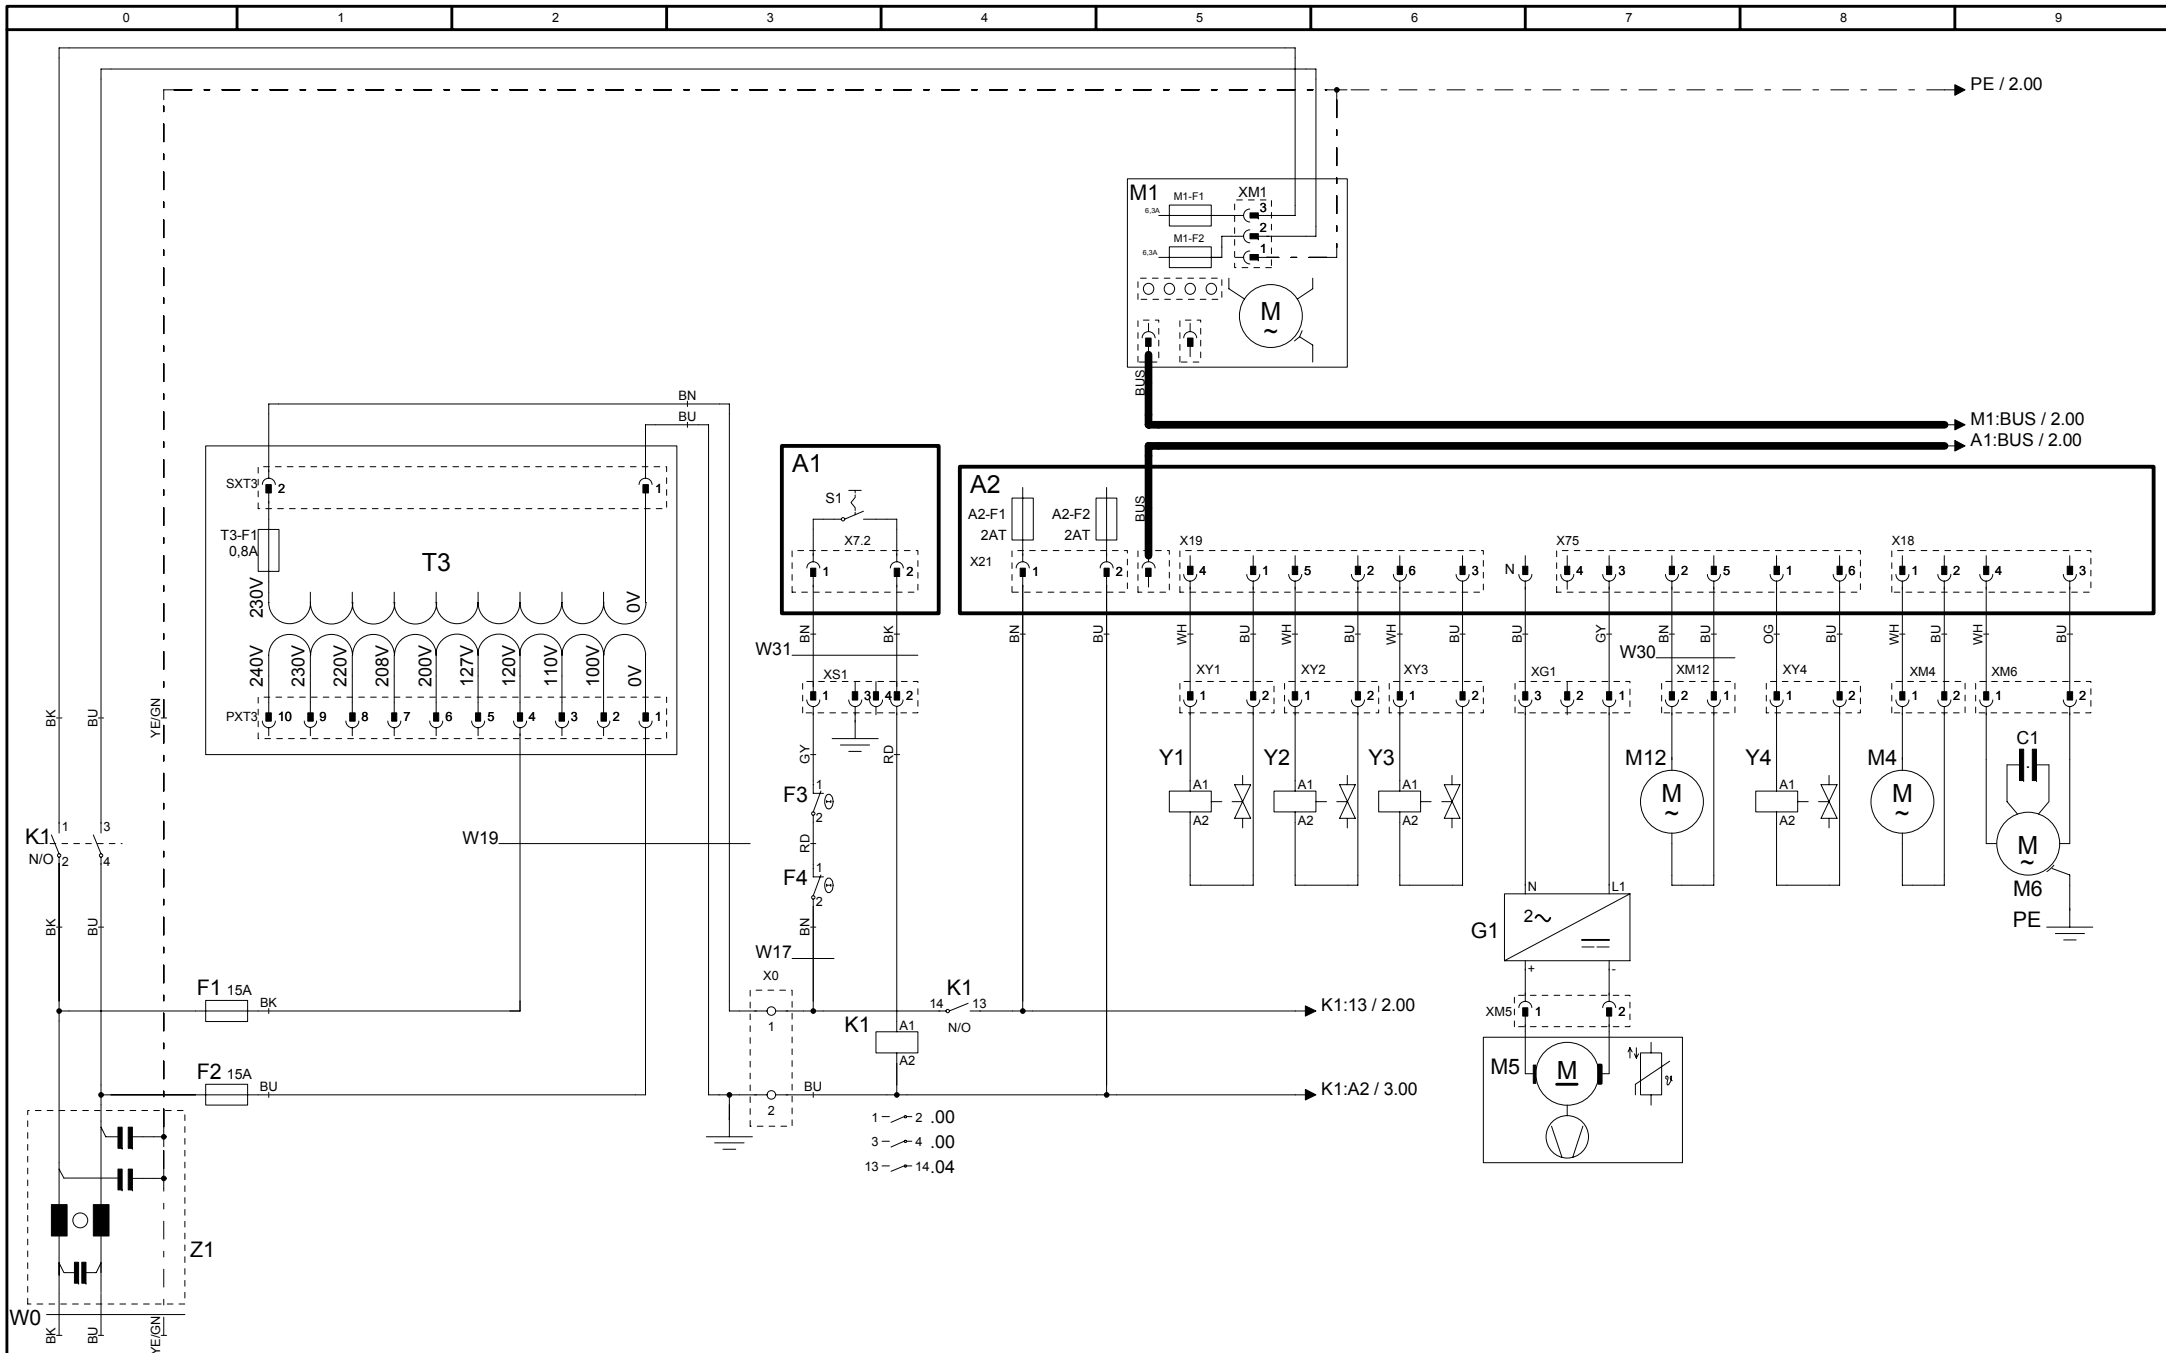 0 1 2 3 4 5 6 7 8 9
PE / 2.00
M1 M1-F1 XM1
6,3A 3
M1-F2 2
6,3A 1
M
~
BUS
BN
BU
M1:BUS / 2.00
A1:BUS / 2.00
SXT3 2 1
T3-F1
0,8A
T3
230V 0V
240V 230V 220V 208V 200V 127V 120V 110V 100V 0V
PXT3 10 9 8 7 6 5 4 3 2 1
A1
S1
X7.2
1 2
BN BK
W31
XS1
1 3 4 2
GY RD
F3 1
2
RD
F4 1
2
BN
W19
W17
X0
1
2
BU
A2
A2-F1 A2-F2
2AT 2AT
BUS
X21 1 2
X19
4 1 5 2 6 3
N
X75
4 3 2 5 1 6
X18
1 2 4 3
BN BU WH BU WH BU WH BU BU GY BN BU OG BU WH BU WH BU
W30
XY1 XY2 XY3 XG1 XM12 XY4 XM4 XM6
1 2 1 2 1 2 3 2 1 2 1 1 2 1 2 1 2
Y1 A1
A2
Y2 A1
A2
Y3 A1
A2
M12
M
~
Y4 A1
A2
M4
M
~
C1
M
~
M6
PE
N L1
G1 2~
+ -
XM5 1 2
M5 M
ϑ
BK BU YE/GN
K1 1 3
N/O 2 4
BK BU
F1 15A BK
F2 15A BU
K1
14 13
N/O
K1 A1
A2
K1:13 / 2.00
K1:A2 / 3.00
1 2 .00
3 4 .00
13 14 .04
Z1
W0
BK BU YE/GN